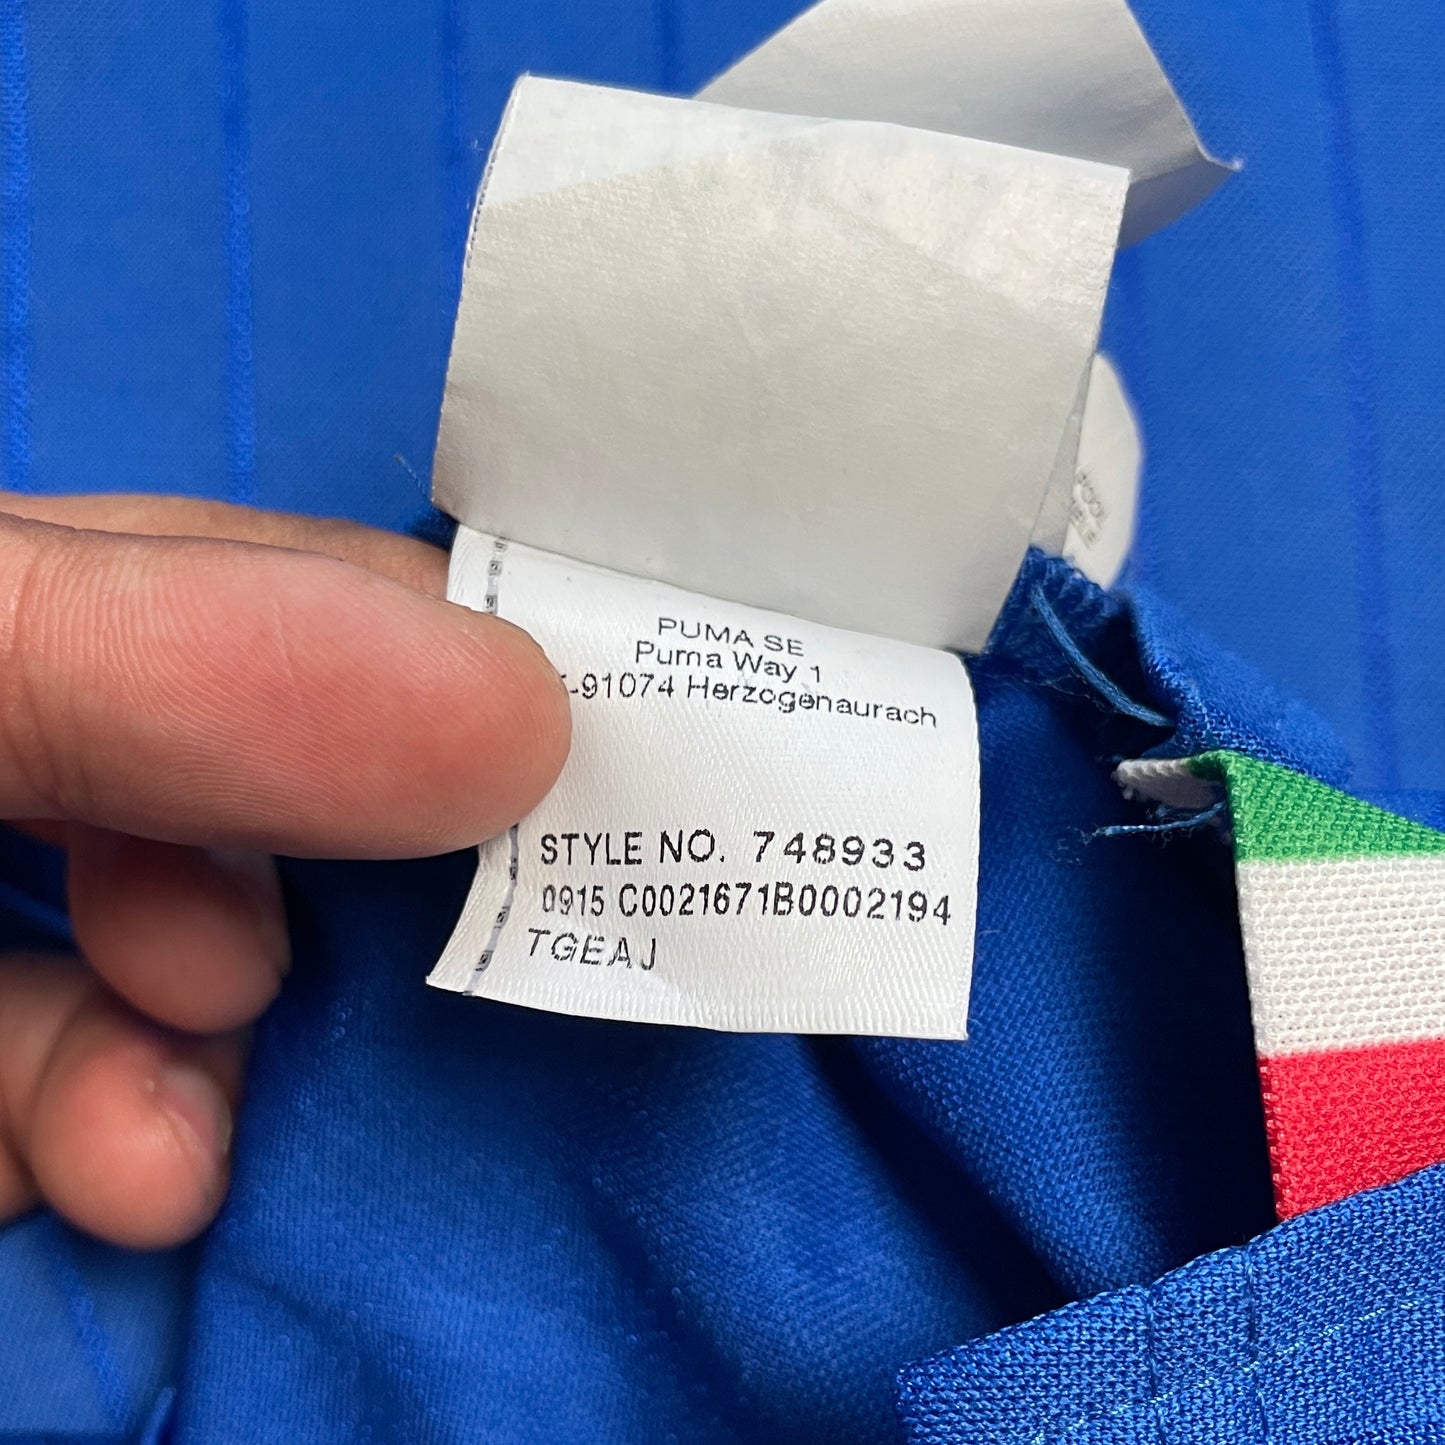 PUMA SE
Puma Way 1
-91074 Herzogenaurach
STYLE NO. 748933
0915 C0021671B0002194
TGEAJ